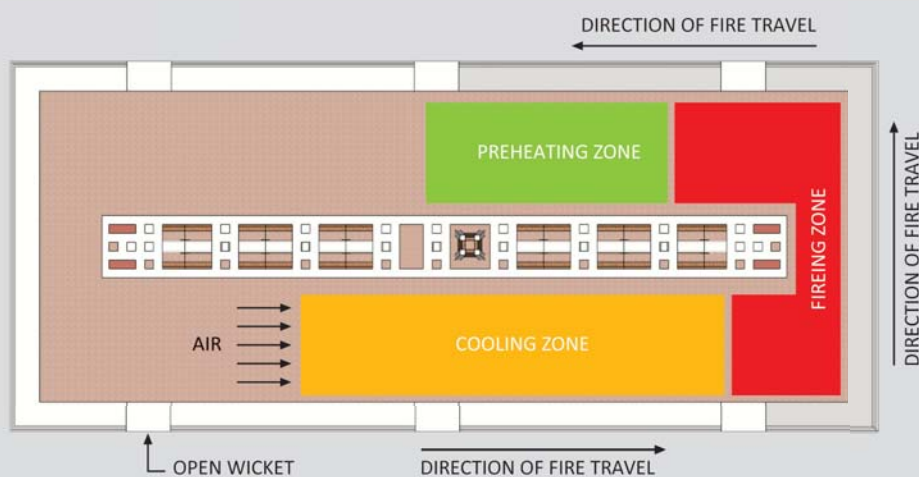 DIRECTION OF FIRE TRAVEL
PREHEATING ZONE
FIREING ZONE
DIRECTION OF FIRE TRAVEL
AIR
COOLING ZONE
OPEN WICKET
DIRECTION OF FIRE TRAVEL